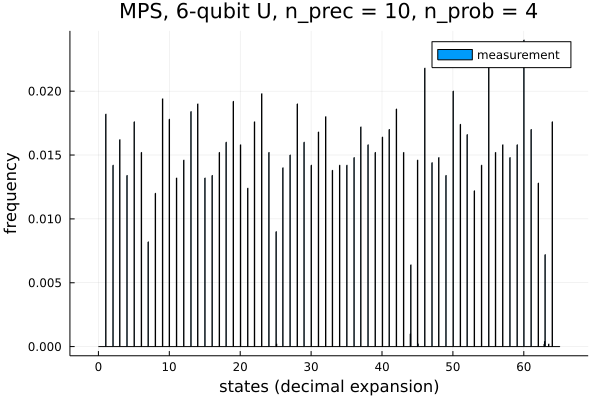 MPS, 6-qubit U, n_prec = 10, n_prob = 4
measurement
frequency
0.020
0.015
0.010
0.005
0.000
0 10 20 30 40 50 60
states (decimal expansion)